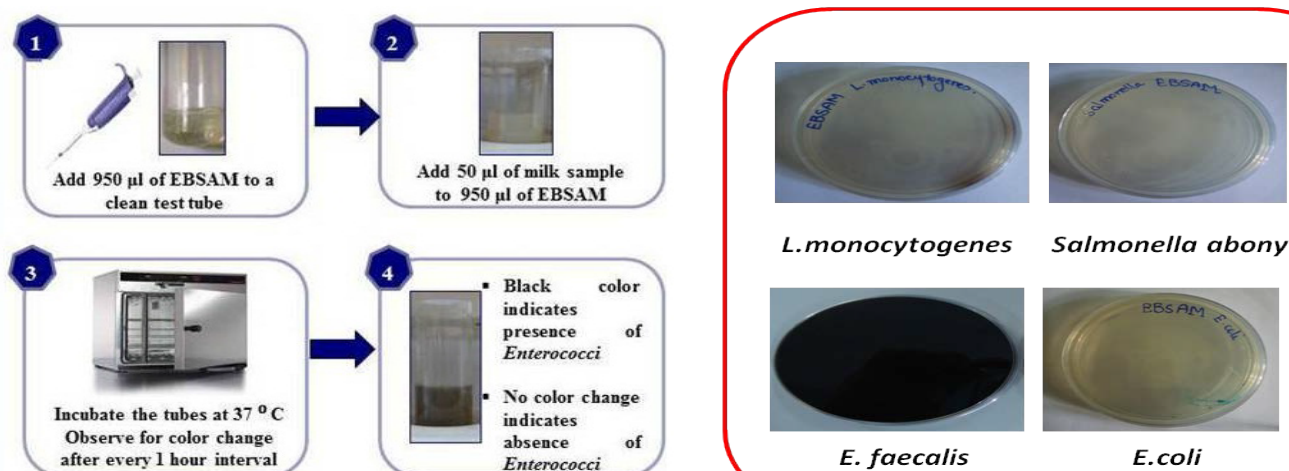 1
Add 950 µl of EBSAM to a
clean test tube
2
Add 50 µl of milk sample
to 950 µl of EBSAM
3
Incubate the tubes at 37 ⁰ C
Observe for color change
after every 1 hour interval
4
▪ Black color
indicates
presence of
Enterococci
▪ No color change
indicates
absence of
Enterococci
EBSAM L.monocytogenes.
L.monocytogenes
Salmonella EBSAM
Salmonella abony
E. faecalis
EBSAM E.coli
E.coli